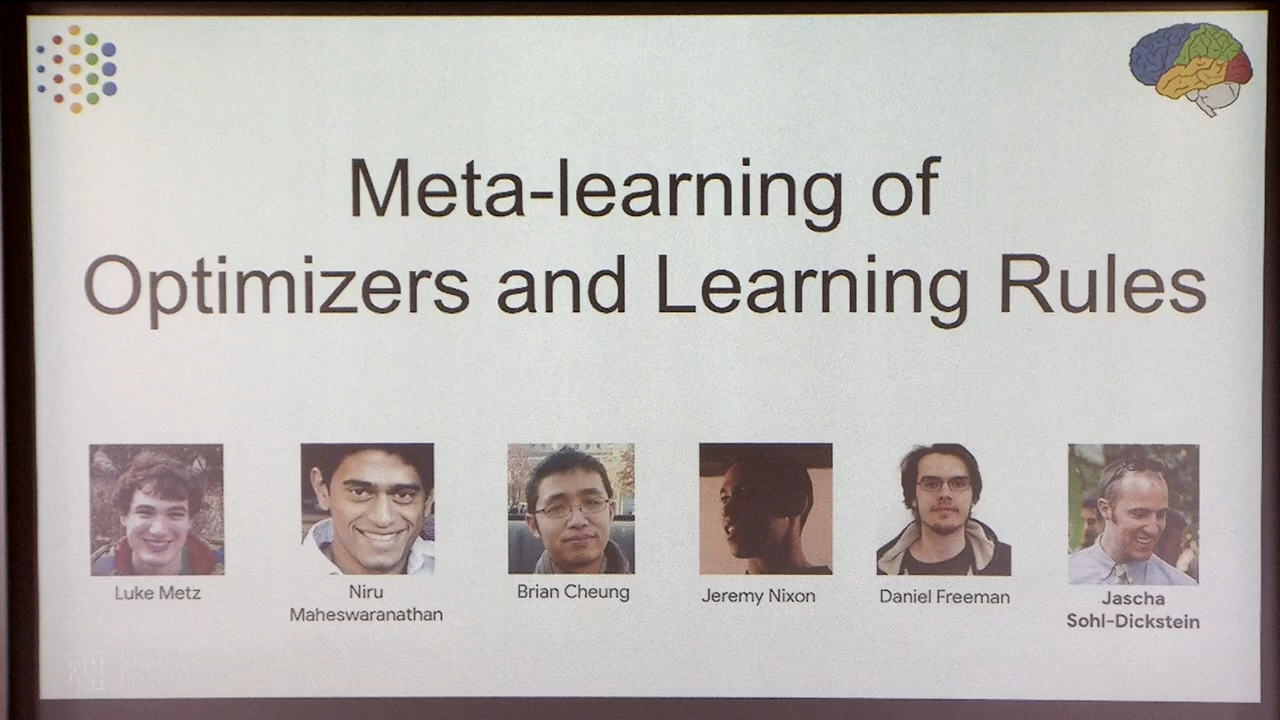 Meta-learning of
Optimizers and Learning Rules
Luke Metz
Niru
Maheswaranathan
Brian Cheung
Jeremy Nixon
Daniel Freeman
Jascha
Sohl-Dickstein